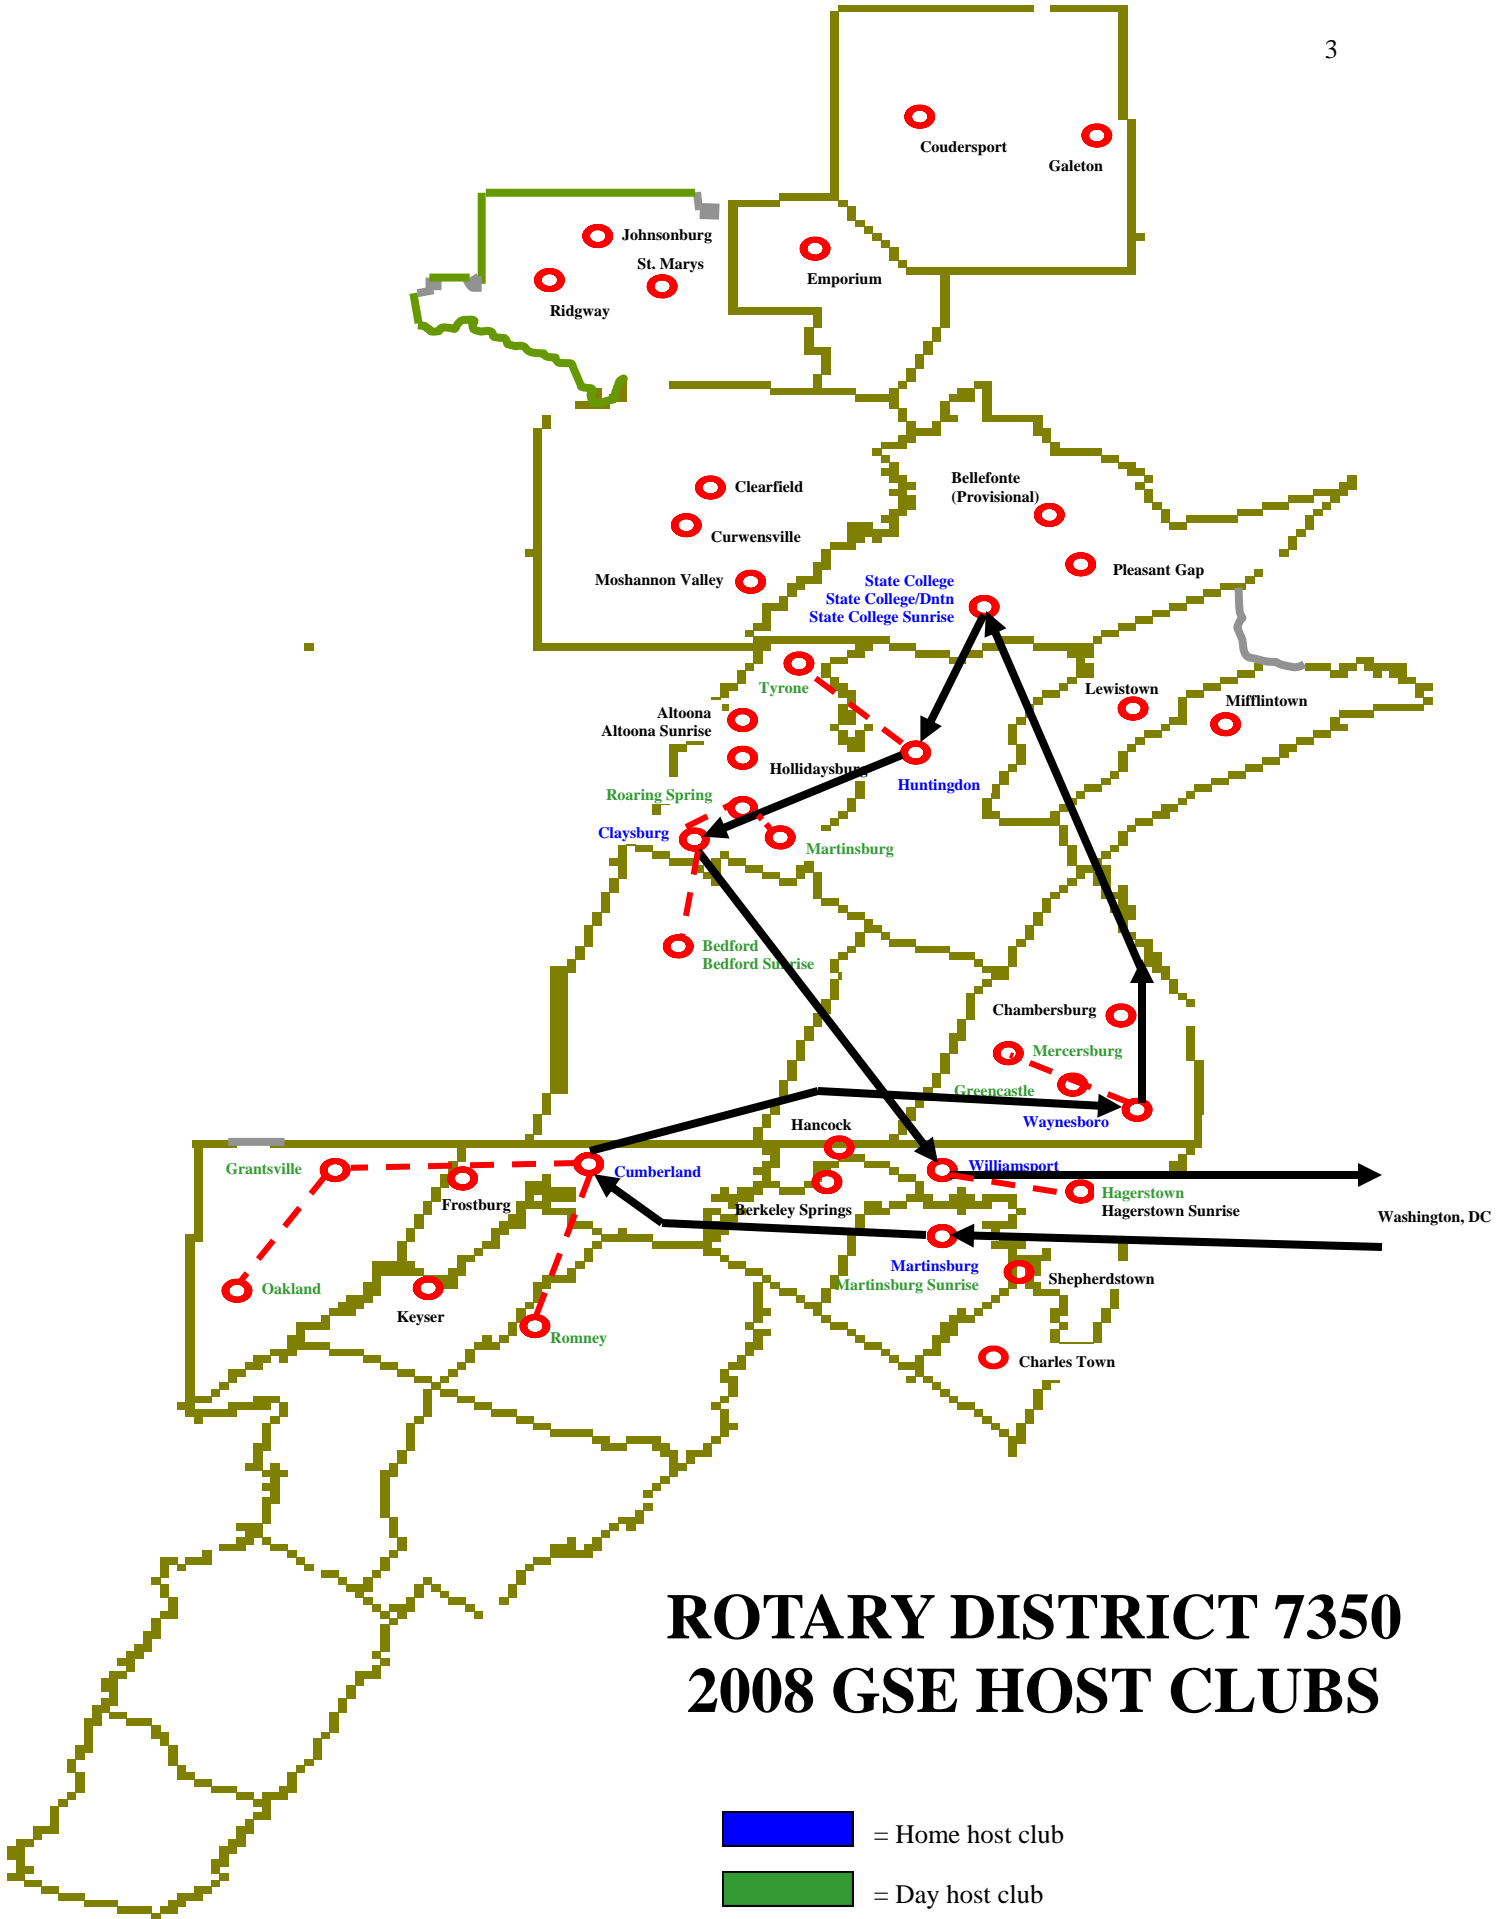 3
Coudersport
Galeton
Johnsonburg
St. Marys
Emporium
Ridgway
Bellefonte
(Provisional)
Clearfield
Curwensville
Pleasant Gap
Moshannon Valley
State College
State College/Dntn
State College Sunrise
Tyrone
Lewistown
Mifflintown
Altoona
Altoona Sunrise
Hollidaysburg
Huntingdon
Roaring Spring
Claysburg
Martinsburg
Bedford
Bedford Sunrise
Chambersburg
Mercersburg
Greencastle
Waynesboro
Hancock
Grantsville
Cumberland
Williamsport
Frostburg
Berkeley Springs
Hagerstown
Hagerstown Sunrise
Washington, DC
Martinsburg
Martinsburg Sunrise
Shepherdstown
Oakland
Keyser
Romney
Charles Town
ROTARY DISTRICT 7350
2008 GSE HOST CLUBS
= Home host club
= Day host club